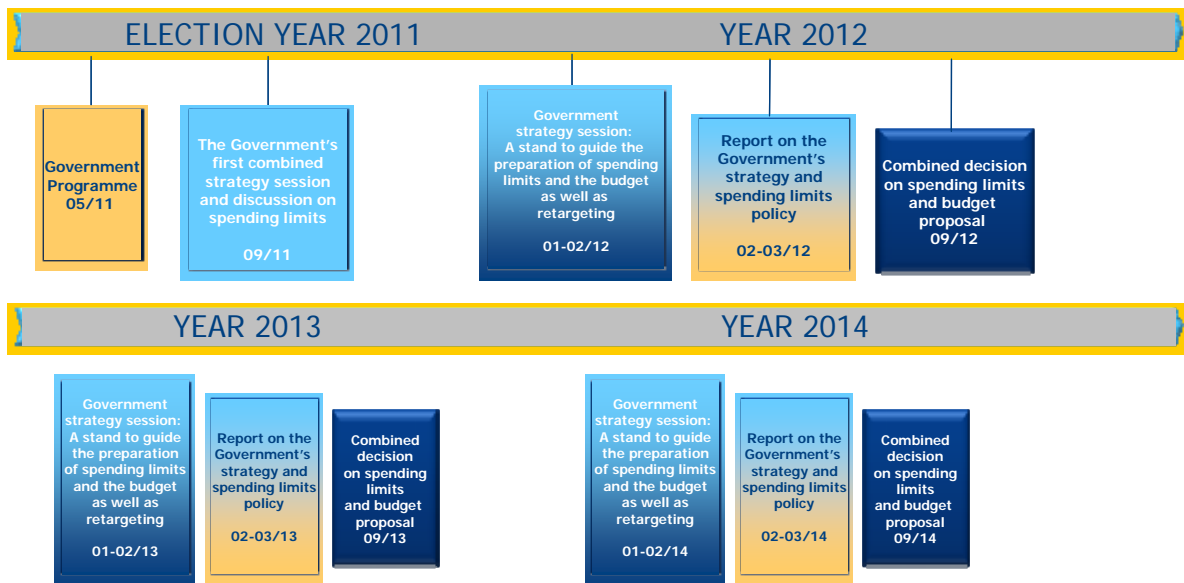 ELECTION YEAR 2011
YEAR 2012
Government
Programme
05/11
The Government's
first combined
strategy session
and discussion on
spending limits
09/11
Government
strategy session:
A stand to guide the
preparation of spending
limits and the budget
as well as
retargeting
01-02/12
Report on the
Government's
strategy and
spending limits
policy
02-03/12
Combined decision
on spending limits
and budget
proposal
09/12
YEAR 2013
YEAR 2014
Government
strategy session:
A stand to guide
the preparation
of spending limits
and the budget
as well as
retargeting
01-02/13
Report on the
Government's
strategy and
spending limits
policy
02-03/13
Combined
decision
on spending
limits
and budget
proposal
09/13
Government
strategy session:
A stand to guide
the preparation
of spending limits
and the budget
as well as
retargeting
01-02/14
Report on the
Government's
strategy and
spending limits
policy
02-03/14
Combined
decision
on spending
limits
and budget
proposal
09/14